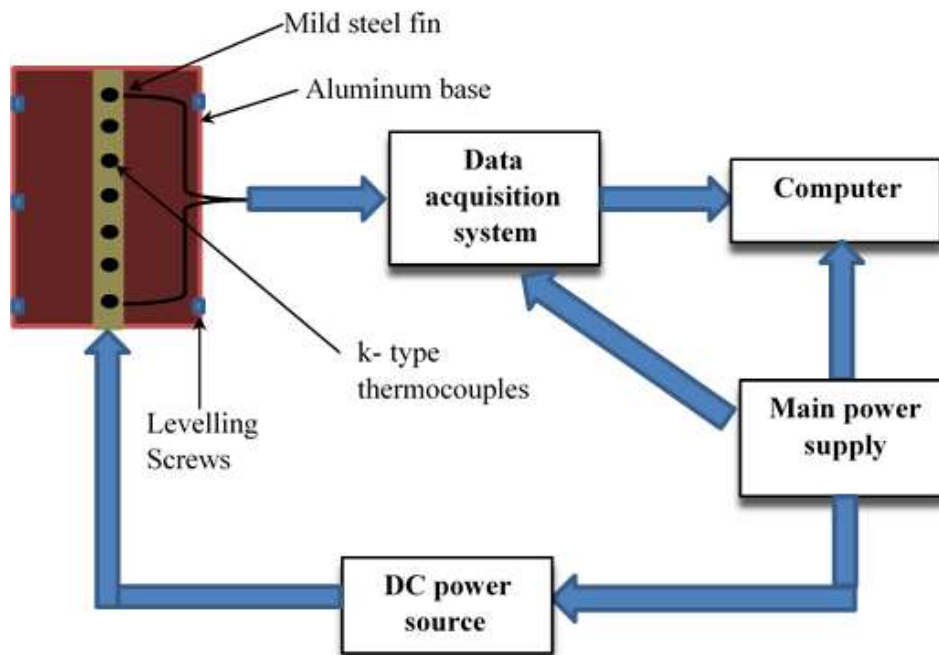 Mild steel fin
Aluminum base
Data
acquisition
system
Computer
k- type
thermocouples
Levelling
Screws
Main power
supply
DC power
source